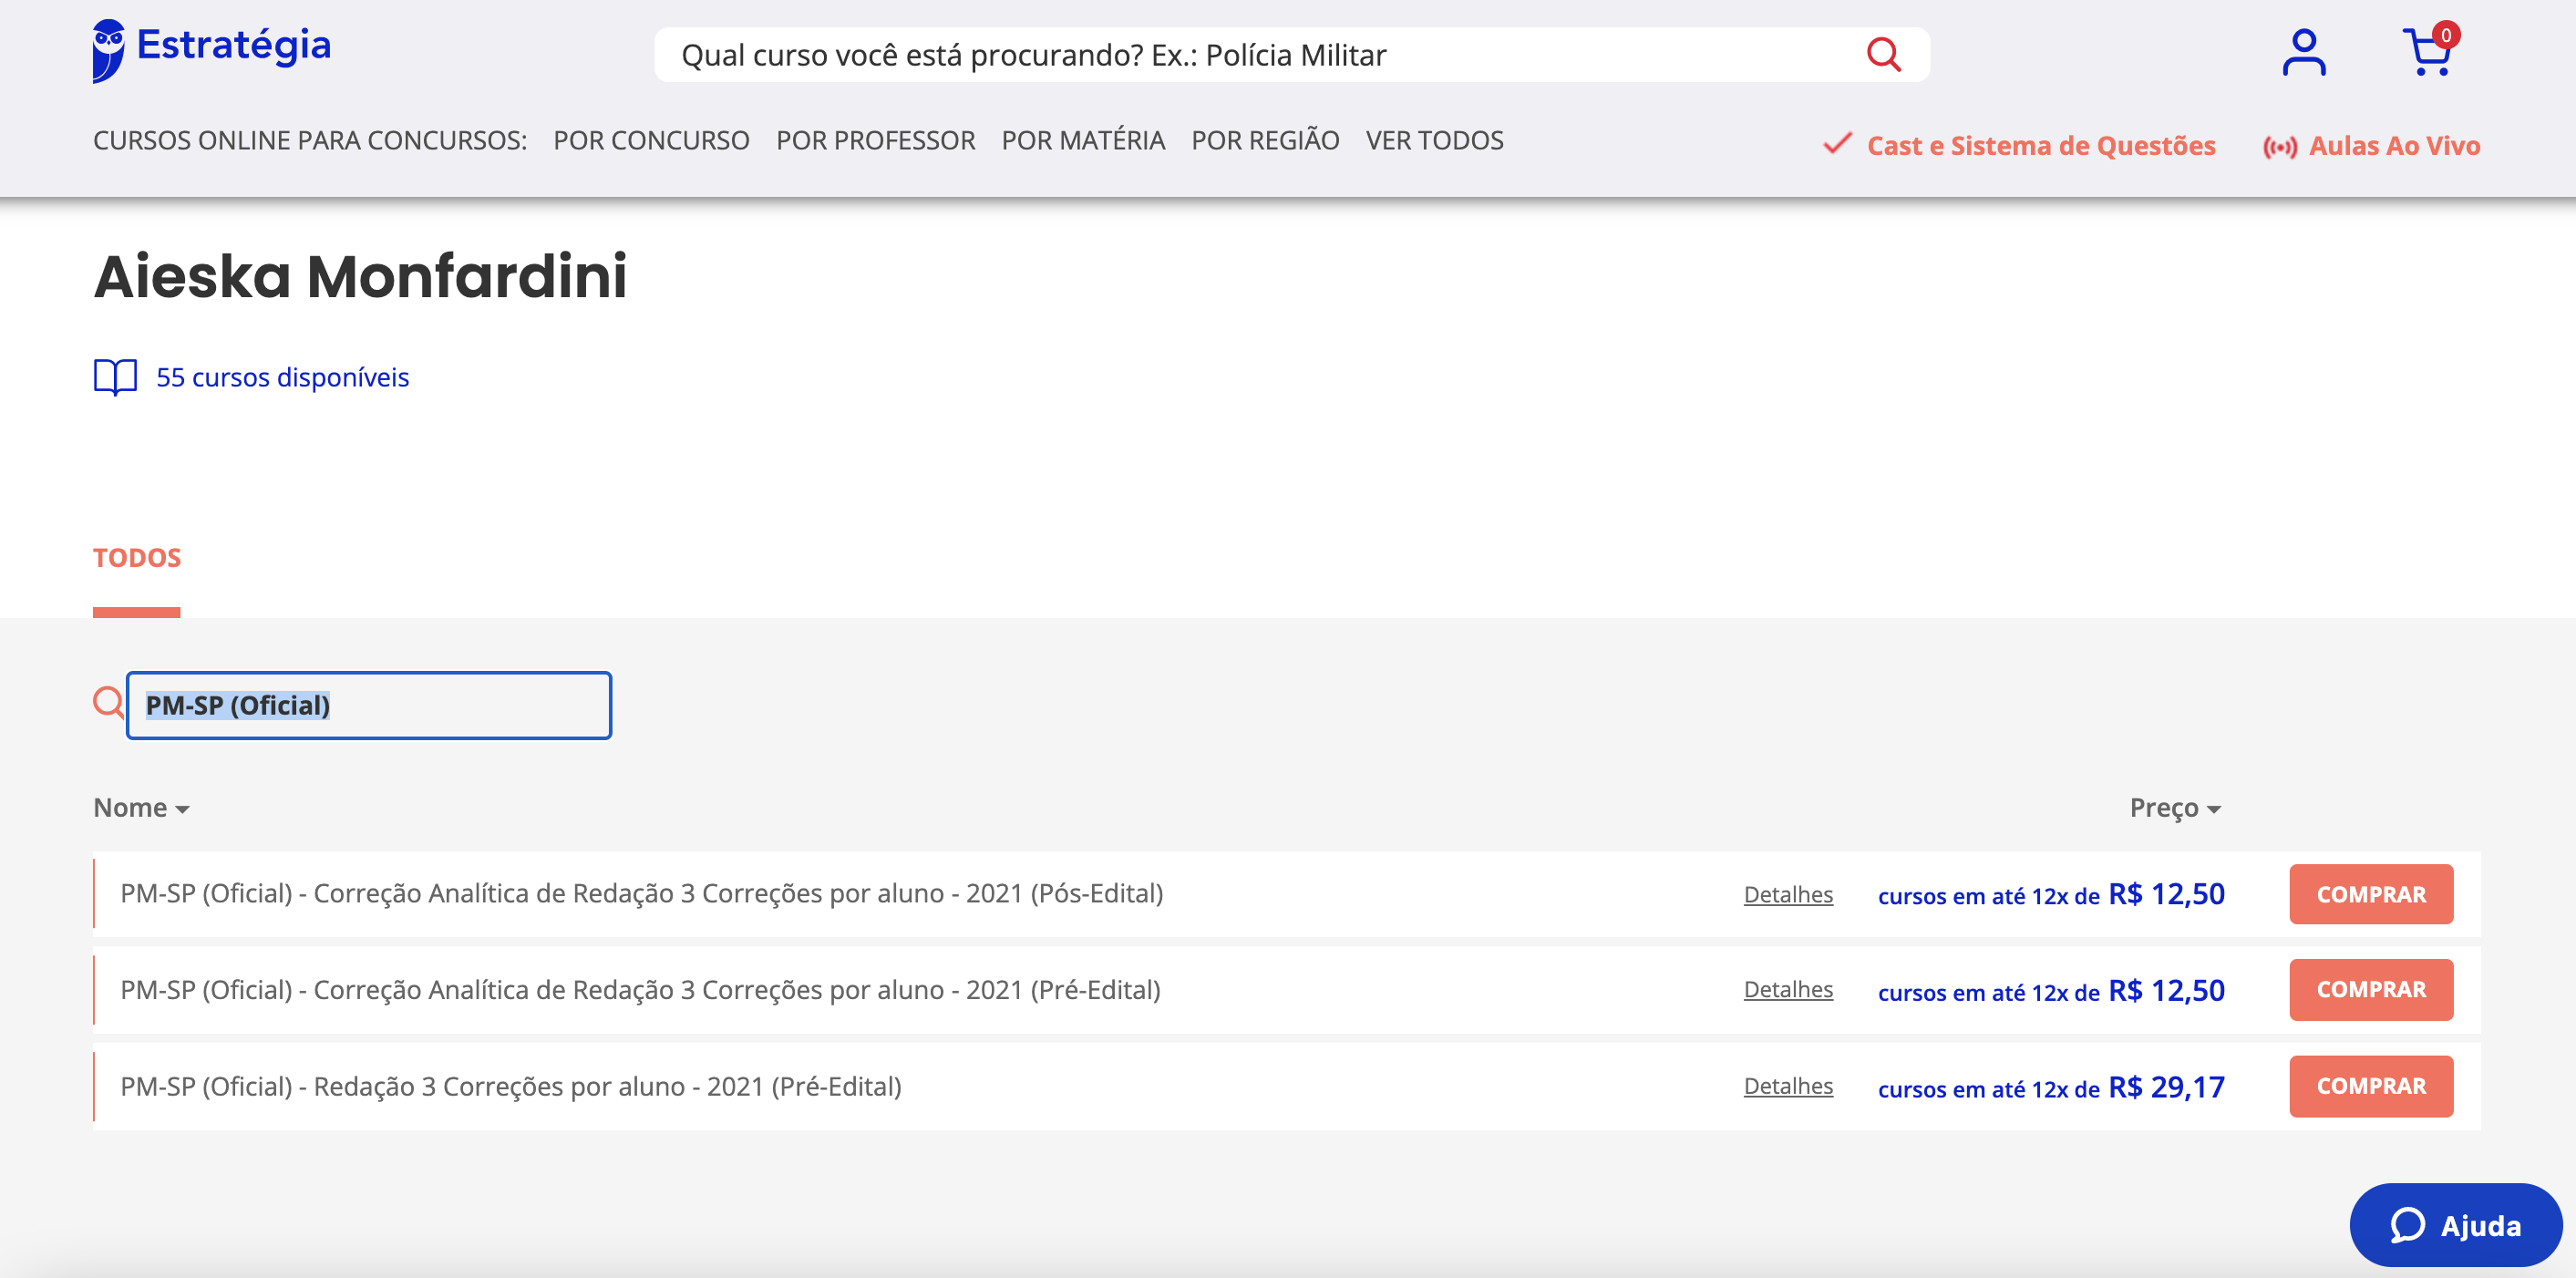 Estratégia
Qual curso você está procurando? Ex.: Polícia Militar
0
CURSOS ONLINE PARA CONCURSOS: POR CONCURSO POR PROFESSOR POR MATÉRIA POR REGIÃO VER TODOS
Cast e Sistema de Questões Aulas Ao Vivo
Aieska Monfardini
55 cursos disponíveis
TODOS
PM-SP (Oficial)
Nome Preço
PM-SP (Oficial) - Correção Analítica de Redação 3 Correções por aluno - 2021 (Pós-Edital) Detalhes cursos em até 12x de R$ 12,50 COMPRAR
PM-SP (Oficial) - Correção Analítica de Redação 3 Correções por aluno - 2021 (Pré-Edital) Detalhes cursos em até 12x de R$ 12,50 COMPRAR
PM-SP (Oficial) - Redação 3 Correções por aluno - 2021 (Pré-Edital) Detalhes cursos em até 12x de R$ 29,17 COMPRAR
Ajuda